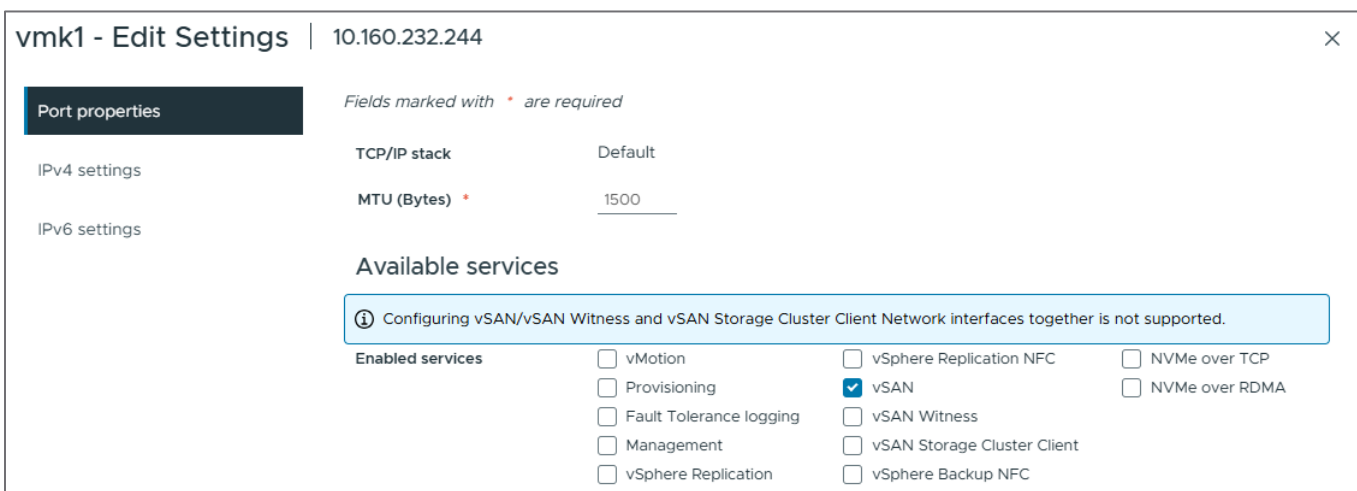 vmk1 - Edit Settings | 10.160.232.244
Port properties
IPv4 settings
IPv6 settings
Fields marked with * are required
TCP/IP stack Default
MTU (Bytes) * 1500
Available services
Configuring vSAN/vSAN Witness and vSAN Storage Cluster Client Network interfaces together is not supported.
Enabled services
vMotion vSphere Replication NFC NVMe over TCP
Provisioning vSAN NVMe over RDMA
Fault Tolerance logging vSAN Witness
Management vSAN Storage Cluster Client
vSphere Replication vSphere Backup NFC